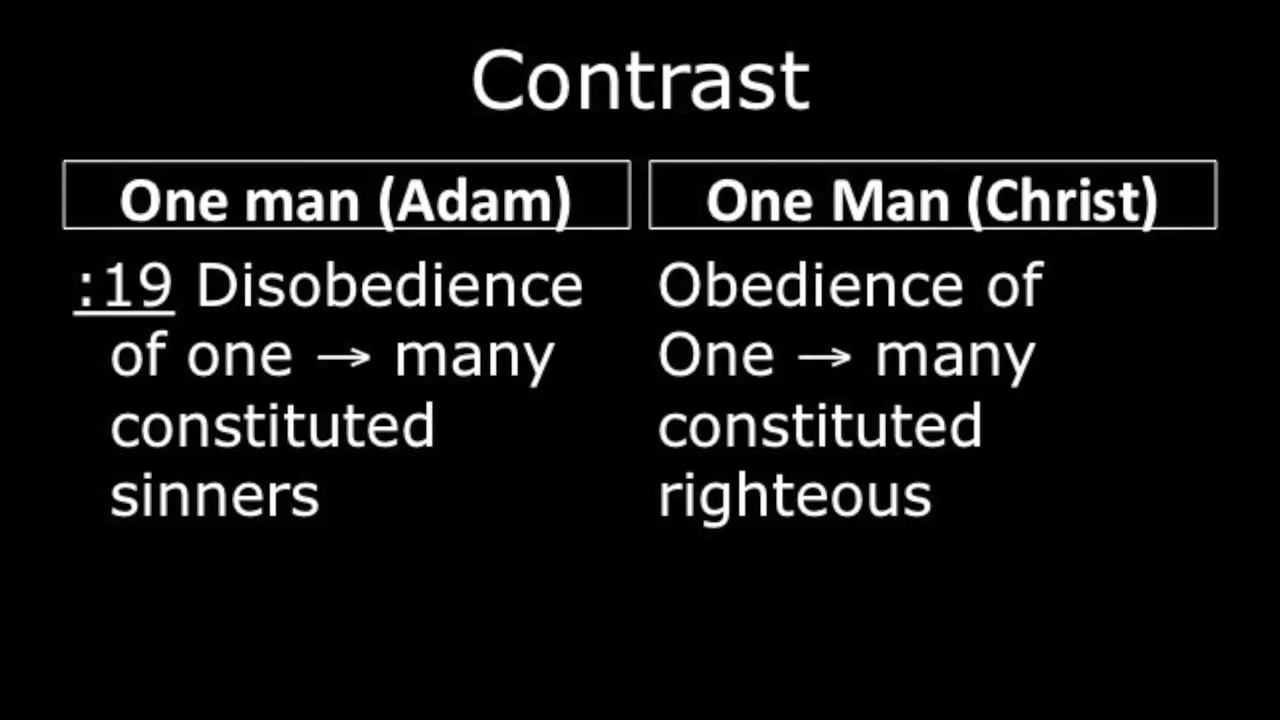 Contrast
One man (Adam)
:19 Disobedience
of one → many
constituted
sinners
One Man (Christ)
Obedience of
One → many
constituted
righteous